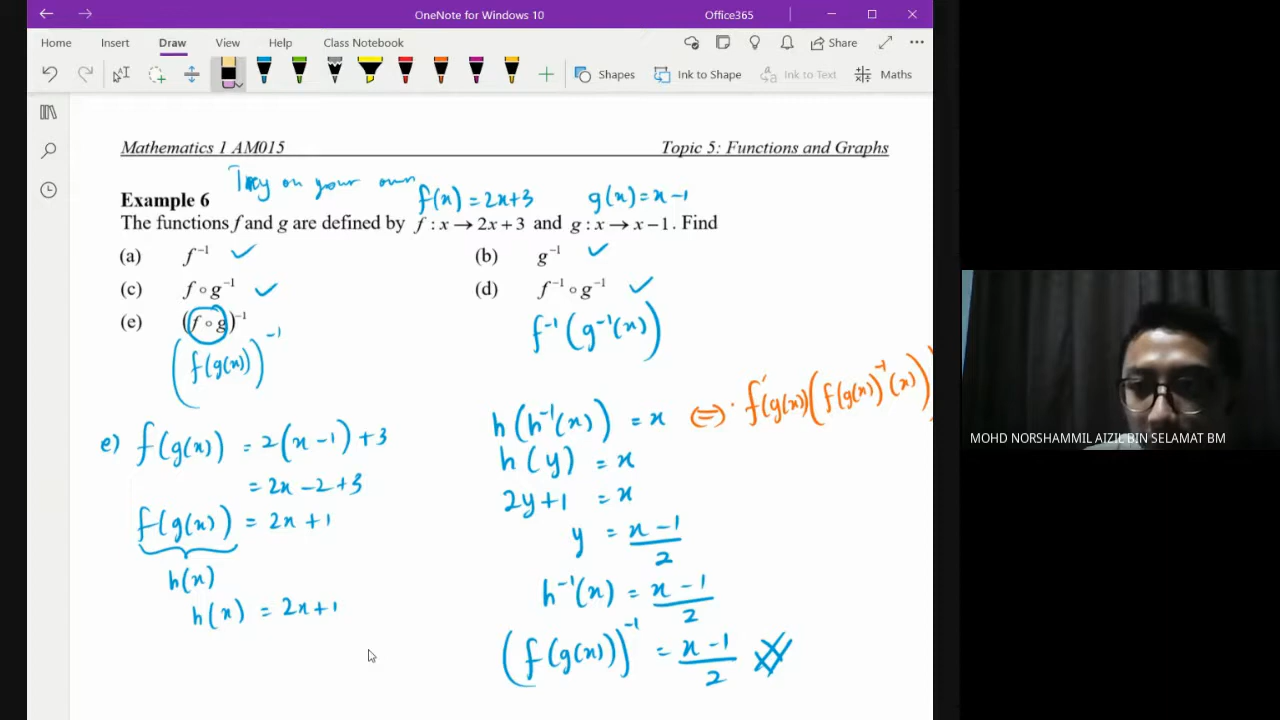 OneNote for Windows 10
Office365
Home Insert Draw View Help Class Notebook
Share
Shapes Ink to Shape Ink to Text Maths
Mathematics 1 AM015 Topic 5: Functions and Graphs
Try on your own
Example 6 f(x) = 2x+3 g(x) = x-1
The functions f and g are defined by f : x → 2x + 3 and g : x → x − 1. Find
(a) f⁻¹ ✓ (b) g⁻¹ ✓
(c) f ∘ g⁻¹ ✓ (d) f⁻¹ ∘ g⁻¹ ✓
(e) (f ∘ g)⁻¹
(f(g(x)))⁻¹
f⁻¹(g⁻¹(x))
e) f(g(x)) = 2(x-1)+3
= 2x-2+3
f(g(x)) = 2x+1
h(x)
h(x) = 2x+1
h(h⁻¹(x)) = x ⇔ f(g(x))(f(g(x)⁻¹(x))
h(y) = x
2y+1 = x
y = x-1/2
h⁻¹(x) = x-1/2
(f(g(x)))⁻¹ = x-1/2
MOHD NORSHAMMIL AIZIL BIN SELAMAT BM